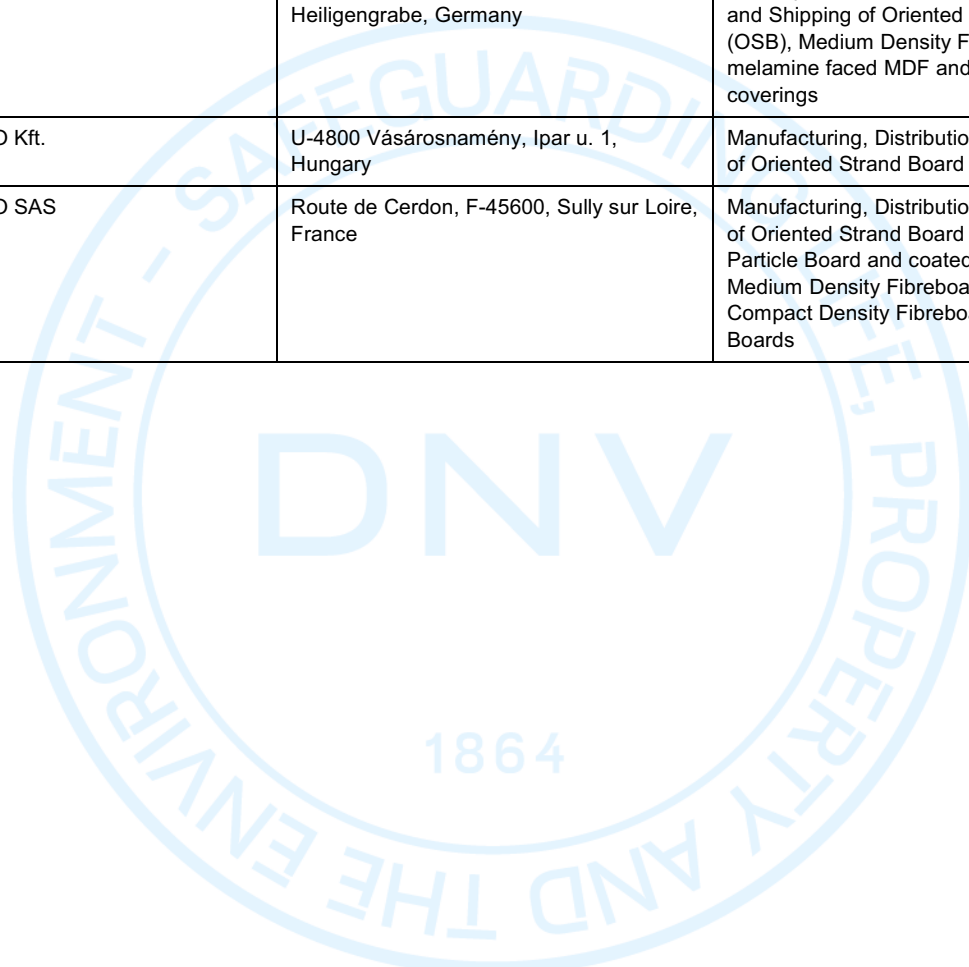 Heiligengrabe, Germany
and Shipping of Oriented
(OSB), Medium Density F
melamine faced MDF and
coverings
D Kft.
U-4800 Vásárosnamény, Ipar u. 1,
Hungary
Manufacturing, Distributio
of Oriented Strand Board
D SAS
Route de Cerdon, F-45600, Sully sur Loire,
France
Manufacturing, Distributio
of Oriented Strand Board
Particle Board and coated
Medium Density Fibreboa
Compact Density Fibreboa
Boards
SAFEGUARDING LIFE, PROPERTY AND THE ENVIRONMENT -
DNV
1864